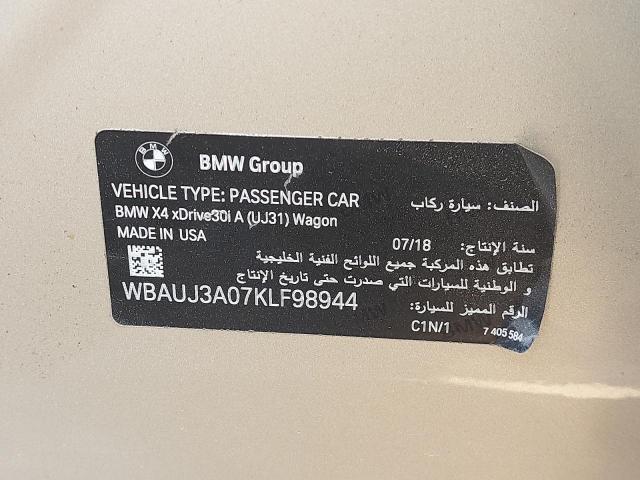 BMW
BMW Group
VEHICLE TYPE: PASSENGER CAR
الصنف: سيارة ركاب
BMW X4 xDrive30i A (UJ31) Wagon
MADE IN USA
سنة الإنتاج: 07/18
تطابق هذه المركبة جميع اللوائح الفنية الخليجية
و الوطنية للسيارات التي صدرت حتى تاريخ الإنتاج
WBAUJ3A07KLF98944
الرقم المميز للسيارة:
C1N/1
7 405 584